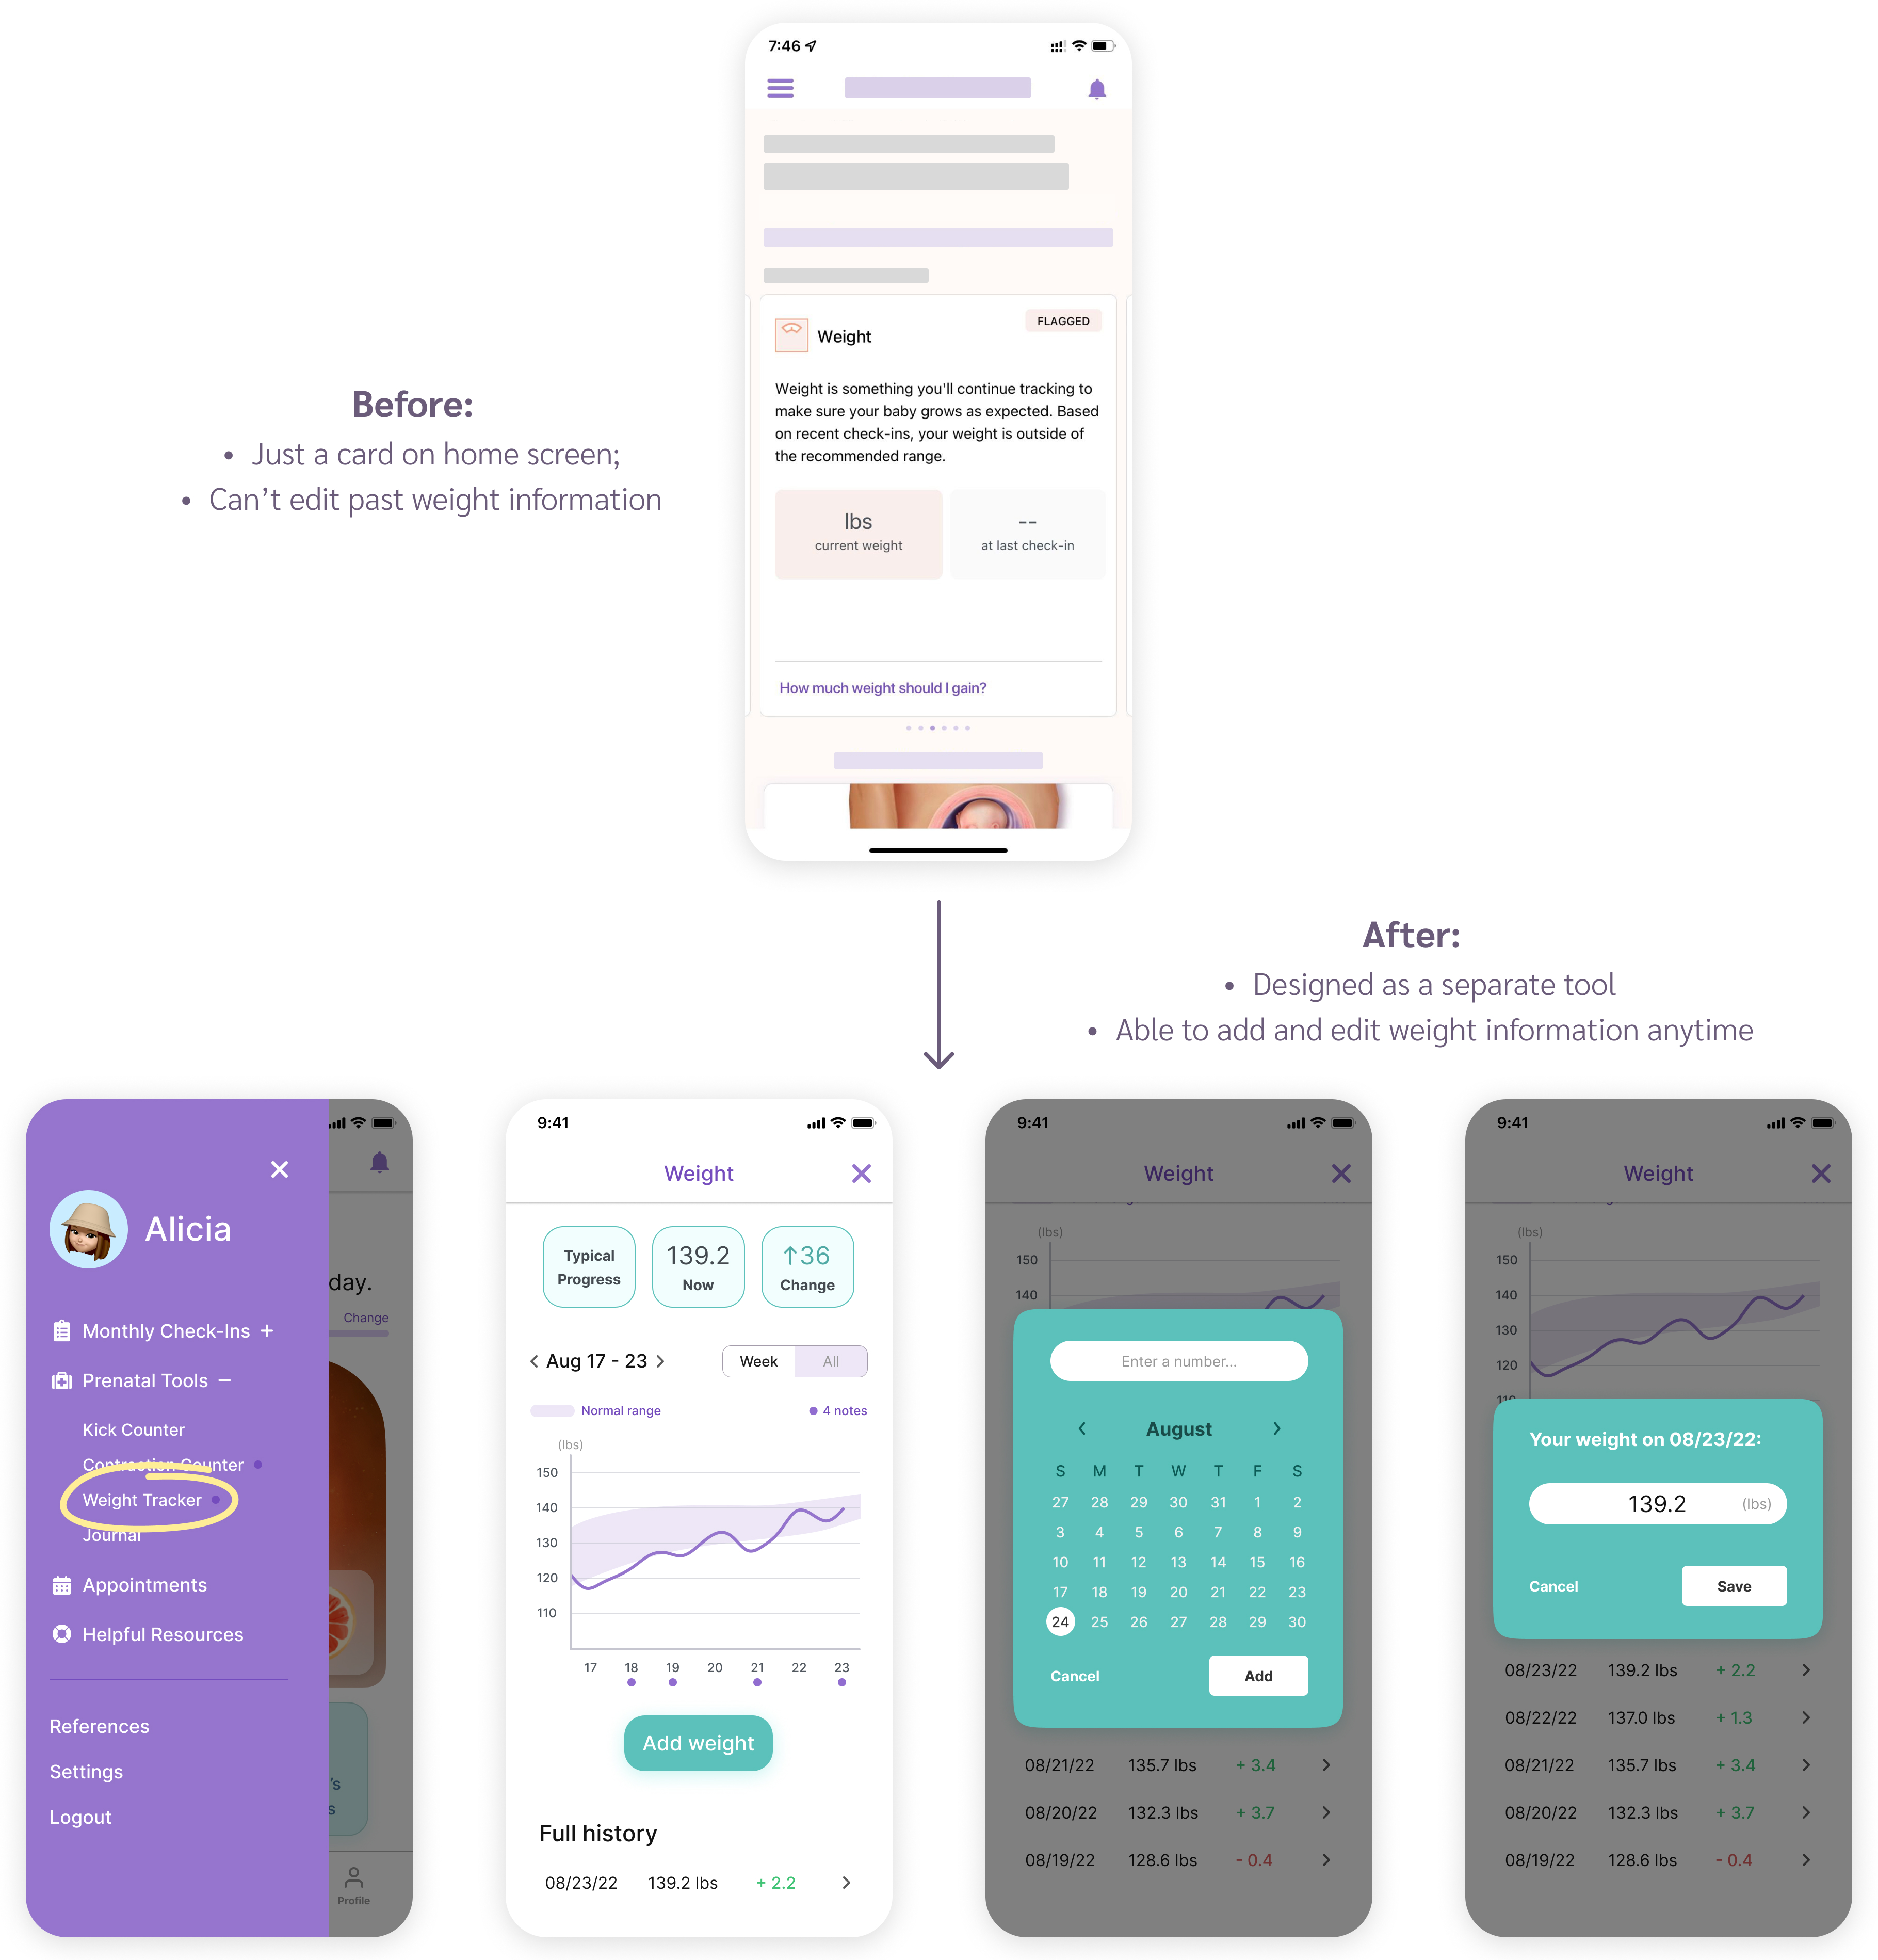 7:46
Before:
• Just a card on home screen;
• Can't edit past weight information
Weight
FLAGGED
Weight is something you'll continue tracking to
make sure your baby grows as expected. Based
on recent check-ins, your weight is outside of
the recommended range.
lbs
current weight
--
at last check-in
How much weight should I gain?
After:
• Designed as a separate tool
• Able to add and edit weight information anytime
Alicia
Monthly Check-Ins +
Prenatal Tools −
Kick Counter
Contraction Counter
Weight Tracker
Journal
Appointments
Helpful Resources
References
Settings
Logout
day.
Change
's
s
Profile
9:41
Weight
Typical
Progress
139.2
Now
↑36
Change
< Aug 17 - 23 >
Week
All
Normal range
4 notes
(lbs)
150
140
130
120
110
17 18 19 20 21 22 23
Add weight
Full history
08/23/22 139.2 lbs + 2.2 >
9:41
Weight
(lbs)
150
140
Enter a number...
< August >
S M T W T F S
27 28 29 30 31 1 2
3 4 5 6 7 8 9
10 11 12 13 14 15 16
17 18 19 20 21 22 23
24 25 26 27 28 29 30
Cancel
Add
08/21/22 135.7 lbs + 3.4 >
08/20/22 132.3 lbs + 3.7 >
08/19/22 128.6 lbs - 0.4 >
9:41
Weight
(lbs)
150
140
130
120
110
Your weight on 08/23/22:
139.2 (lbs)
Cancel
Save
08/23/22 139.2 lbs + 2.2 >
08/22/22 137.0 lbs + 1.3 >
08/21/22 135.7 lbs + 3.4 >
08/20/22 132.3 lbs + 3.7 >
08/19/22 128.6 lbs - 0.4 >